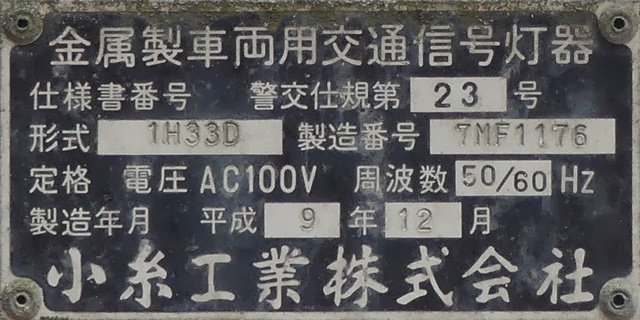 金属製車両用交通信号灯器
仕様書番号 警交仕規第 23 号
形式 1H33D 製造番号 7MF1176
定格 電圧 AC100V 周波数 50/60 Hz
製造年月 平成 9 年 12 月
小糸工業株式会社